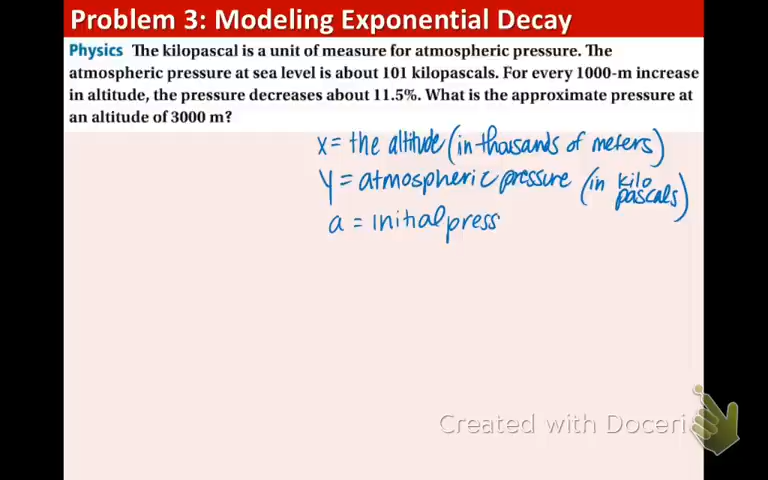 Problem 3: Modeling Exponential Decay
Physics The kilopascal is a unit of measure for atmospheric pressure. The
atmospheric pressure at sea level is about 101 kilopascals. For every 1000-m increase
in altitude, the pressure decreases about 11.5%. What is the approximate pressure at
an altitude of 3000 m?
x = the altitude (in thousands of meters)
y = atmospheric pressure (in kilo
pascals)
a = initial press
Created with Doceri